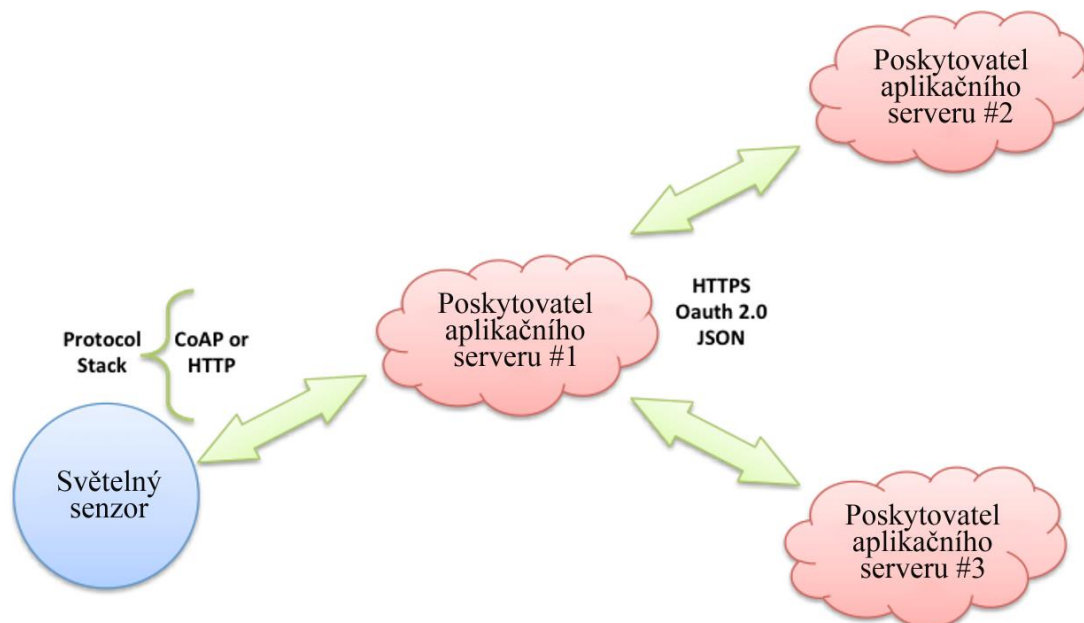 Poskytovatel
aplikačního
serveru #2
Poskytovatel
aplikačního
serveru #1
HTTPS
Oauth 2.0
JSON
Protocol
Stack
CoAP or
HTTP
Světelný
senzor
Poskytovatel
aplikačního
serveru #3